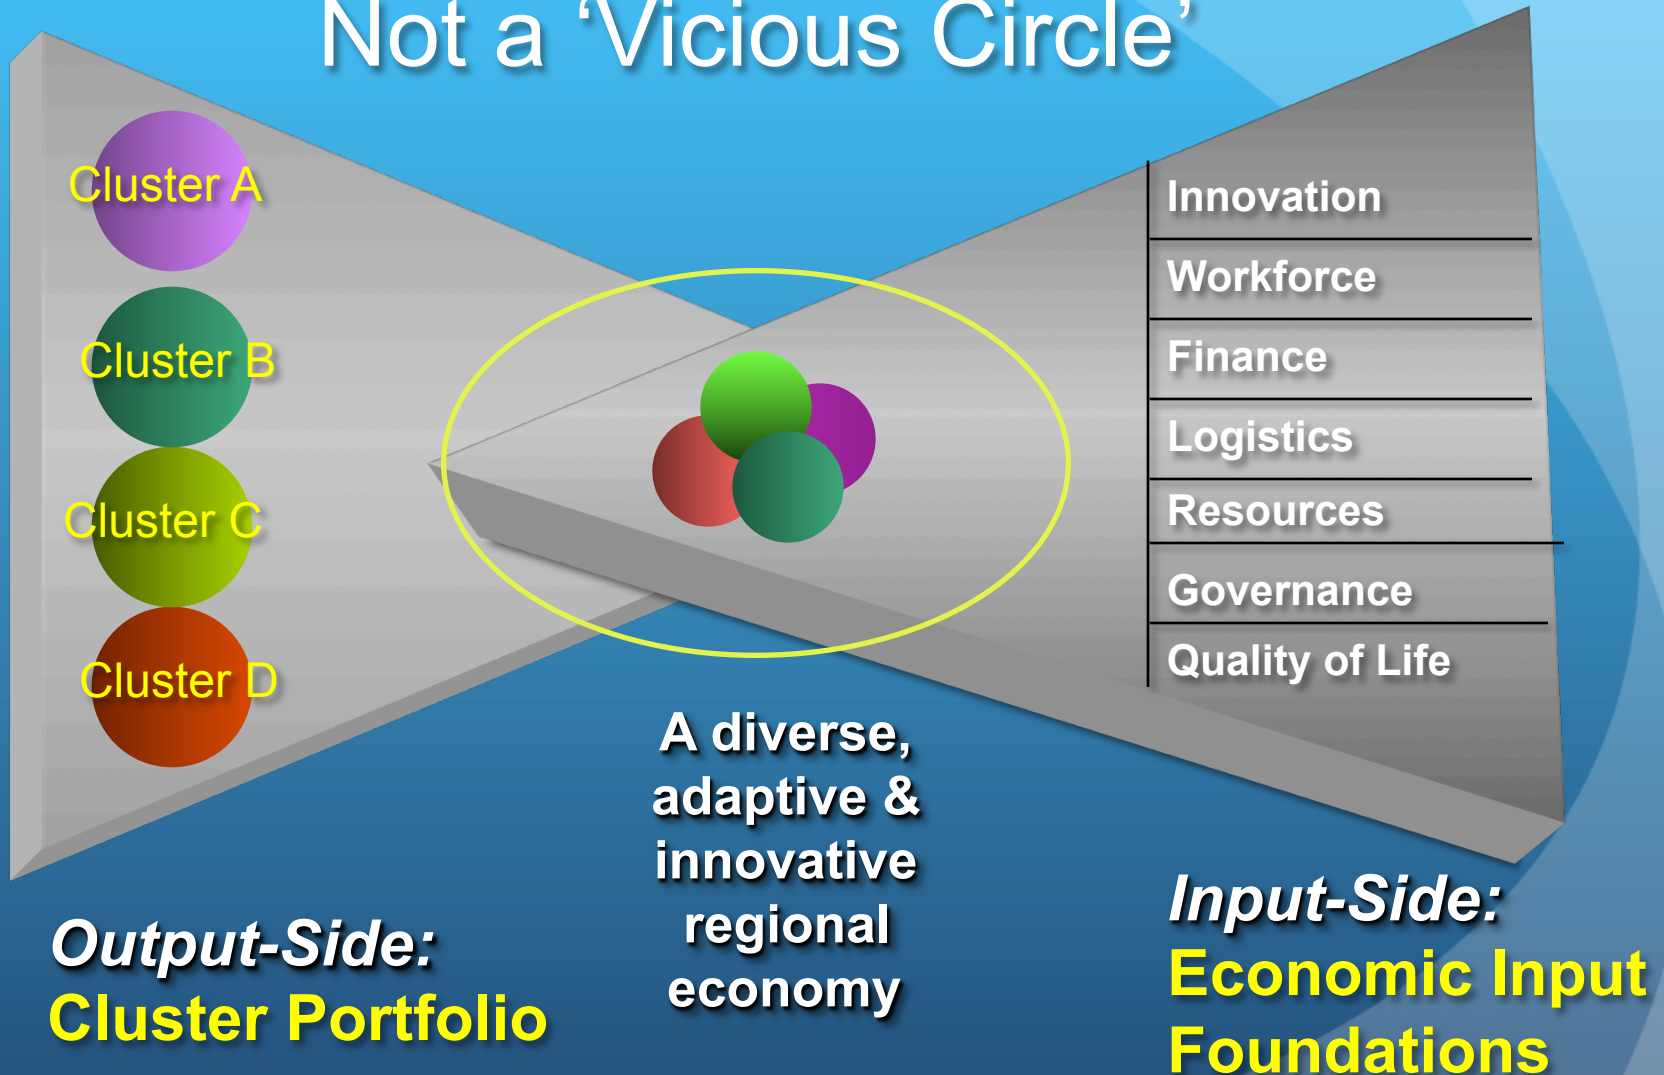 Not a ‘Vicious Circle’
Cluster A
Cluster B
Cluster C
Cluster D
Innovation
Workforce
Finance
Logistics
Resources
Governance
Quality of Life
A diverse,
adaptive &
innovative
regional
economy
Output-Side:
Cluster Portfolio
Input-Side:
Economic Input
Foundations